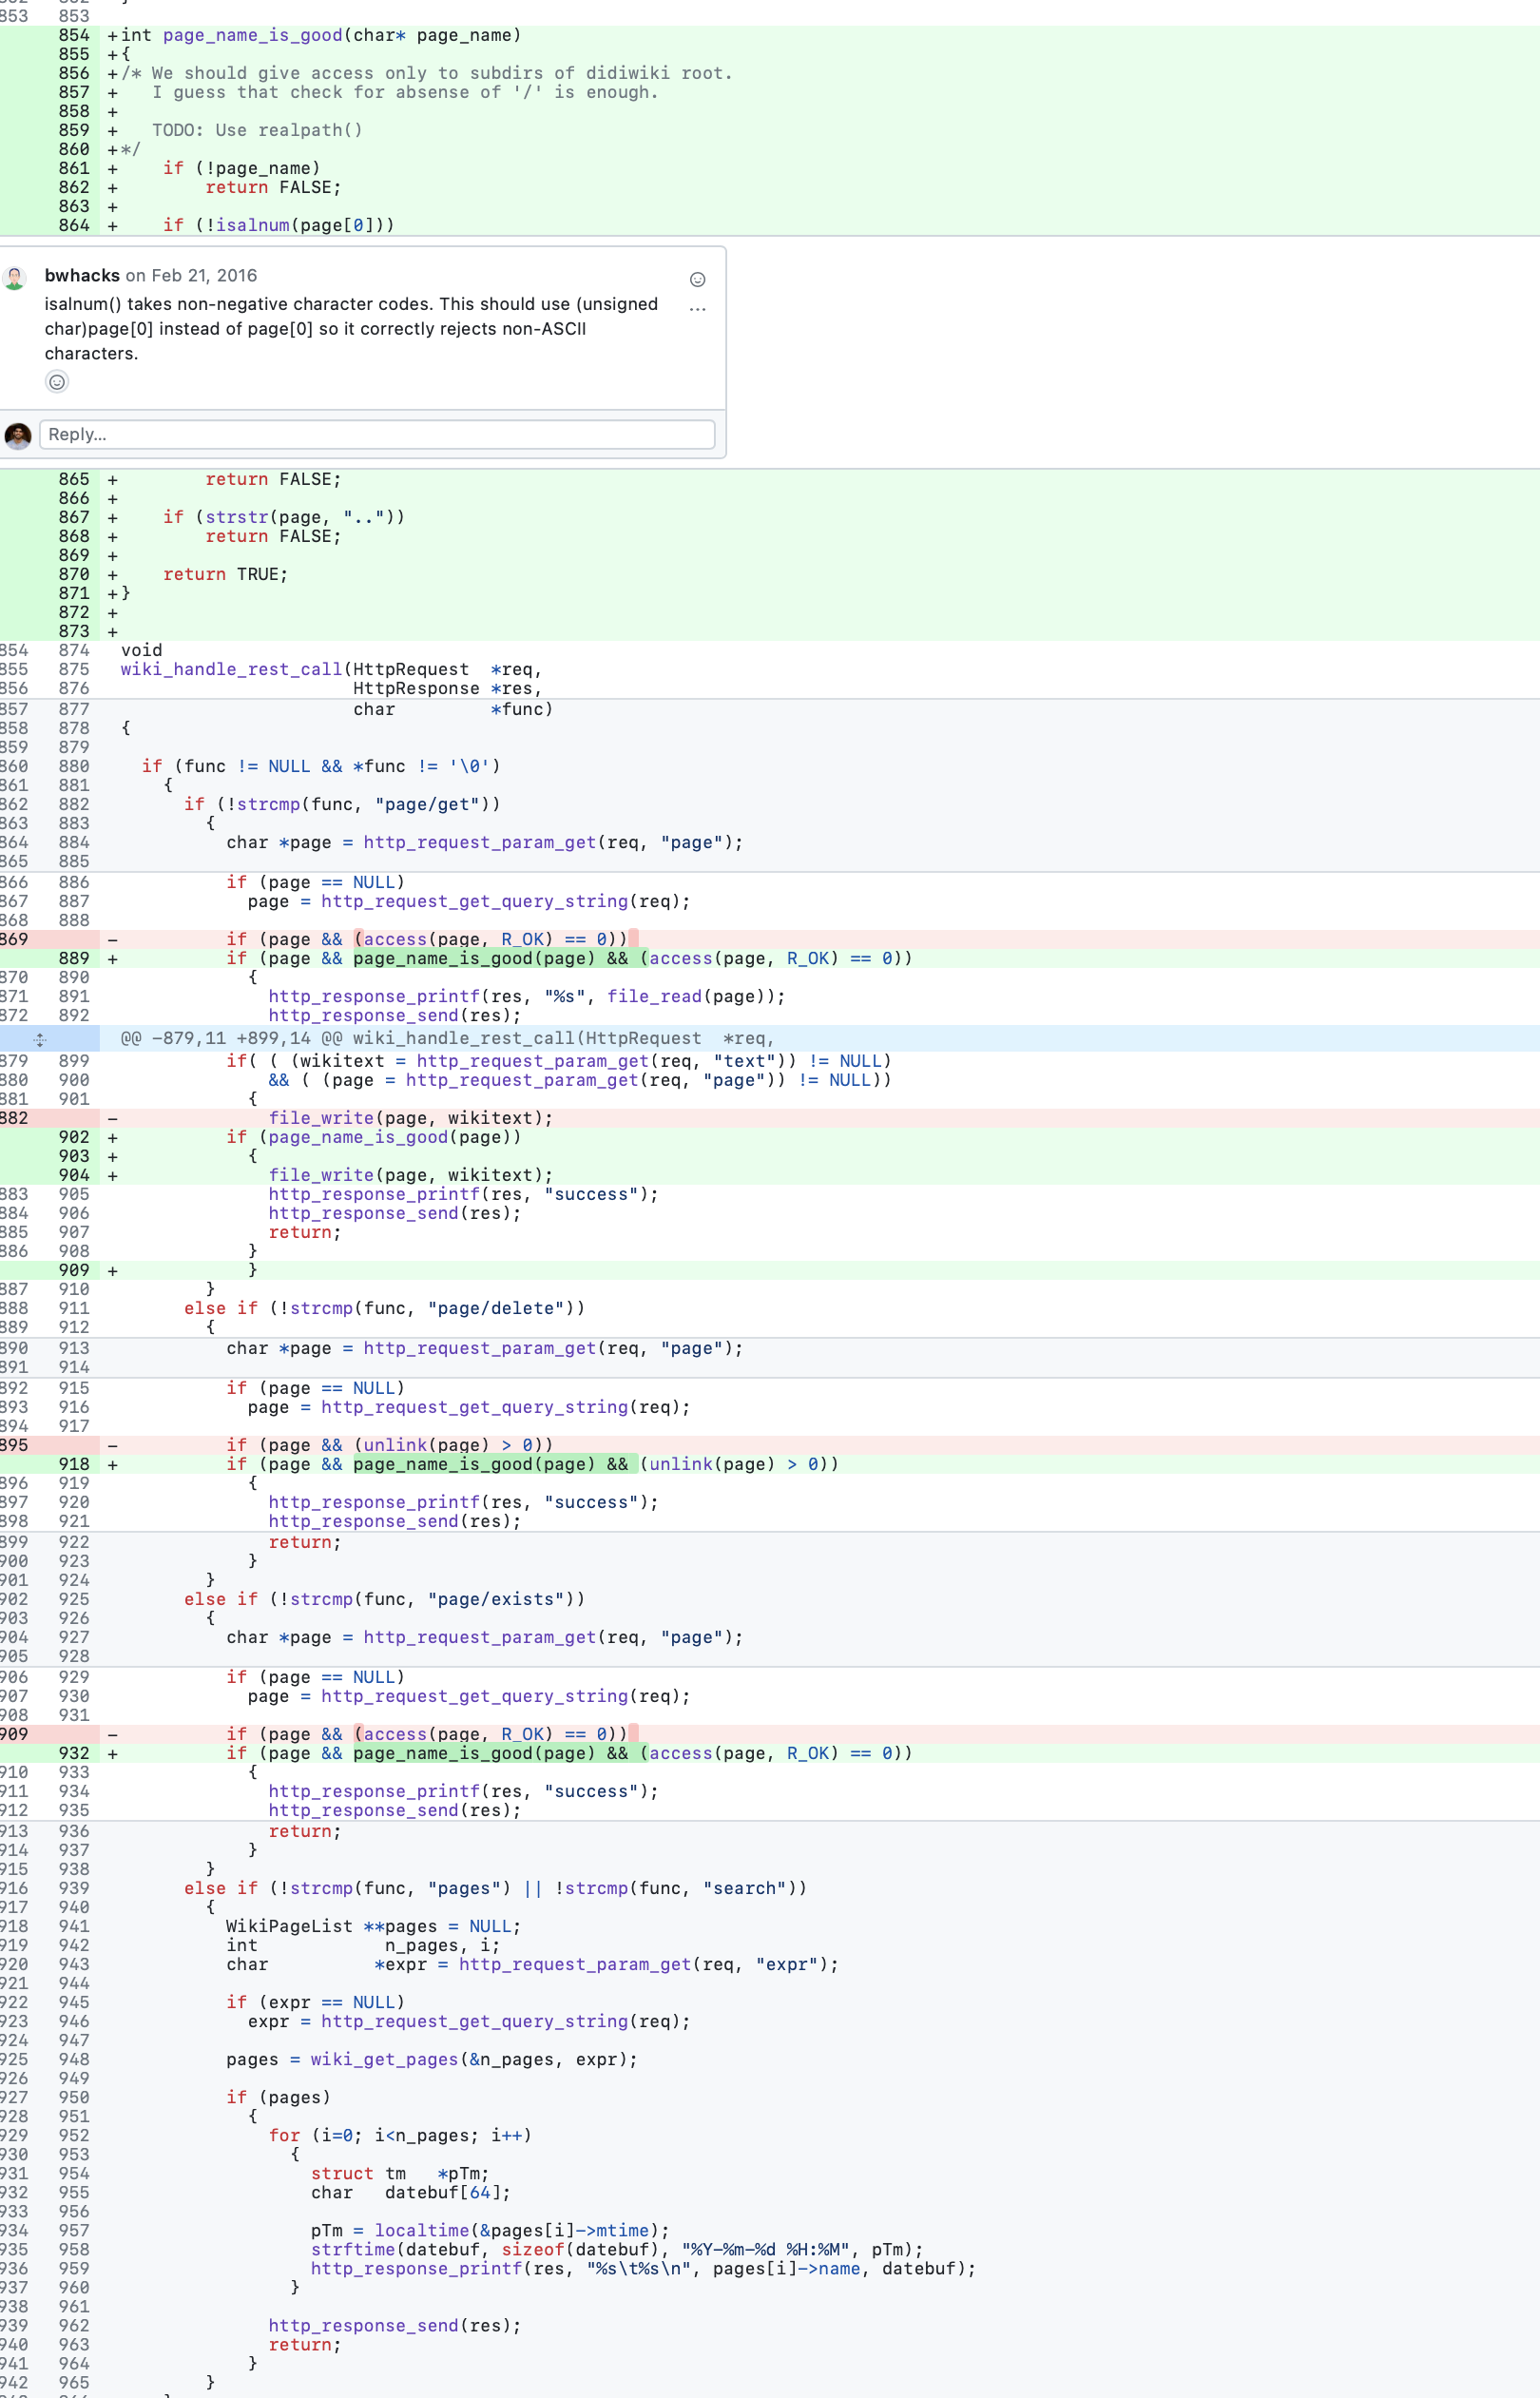 853 853
854 +int page_name_is_good(char* page_name)
855 +{
856 +/* We should give access only to subdirs of didiwiki root.
857 +   I guess that check for absense of '/' is enough.
858 +
859 +   TODO: Use realpath()
860 +*/
861 +    if (!page_name)
862 +        return FALSE;
863 +
864 +    if (!isalnum(page[0]))
bwhacks on Feb 21, 2016
isalnum() takes non-negative character codes. This should use (unsigned
char)page[0] instead of page[0] so it correctly rejects non-ASCII
characters.
Reply...
865 +        return FALSE;
866 +
867 +    if (strstr(page, ".."))
868 +        return FALSE;
869 +
870 +    return TRUE;
871 +}
872 +
873 +
854 874 void
855 875 wiki_handle_rest_call(HttpRequest  *req,
856 876                       HttpResponse *res,
857 877                       char         *func)
858 878 {
859 879
860 880   if (func != NULL && *func != '\0')
861 881     {
862 882       if (!strcmp(func, "page/get"))
863 883         {
864 884           char *page = http_request_param_get(req, "page");
865 885
866 886           if (page == NULL)
867 887             page = http_request_get_query_string(req);
868 888
869 -           if (page && (access(page, R_OK) == 0))
889 +           if (page && page_name_is_good(page) && (access(page, R_OK) == 0))
870 890             {
871 891               http_response_printf(res, "%s", file_read(page));
872 892               http_response_send(res);
@@ -879,11 +899,14 @@ wiki_handle_rest_call(HttpRequest  *req,
879 899           if( ( (wikitext = http_request_param_get(req, "text")) != NULL)
880 900               && ( (page = http_request_param_get(req, "page")) != NULL))
881 901             {
882 -               file_write(page, wikitext);
902 +           if (page_name_is_good(page))
903 +             {
904 +               file_write(page, wikitext);
883 905               http_response_printf(res, "success");
884 906               http_response_send(res);
885 907               return;
886 908             }
909 +             }
887 910         }
888 911       else if (!strcmp(func, "page/delete"))
889 912         {
890 913           char *page = http_request_param_get(req, "page");
891 914
892 915           if (page == NULL)
893 916             page = http_request_get_query_string(req);
894 917
895 -           if (page && (unlink(page) > 0))
918 +           if (page && page_name_is_good(page) && (unlink(page) > 0))
896 919             {
897 920               http_response_printf(res, "success");
898 921               http_response_send(res);
899 922               return;
900 923             }
901 924         }
902 925       else if (!strcmp(func, "page/exists"))
903 926         {
904 927           char *page = http_request_param_get(req, "page");
905 928
906 929           if (page == NULL)
907 930             page = http_request_get_query_string(req);
908 931
909 -           if (page && (access(page, R_OK) == 0))
932 +           if (page && page_name_is_good(page) && (access(page, R_OK) == 0))
910 933             {
911 934               http_response_printf(res, "success");
912 935               http_response_send(res);
913 936               return;
914 937             }
915 938         }
916 939       else if (!strcmp(func, "pages") || !strcmp(func, "search"))
917 940         {
918 941           WikiPageList **pages = NULL;
919 942           int            n_pages, i;
920 943           char          *expr = http_request_param_get(req, "expr");
921 944
922 945           if (expr == NULL)
923 946             expr = http_request_get_query_string(req);
924 947
925 948           pages = wiki_get_pages(&n_pages, expr);
926 949
927 950           if (pages)
928 951             {
929 952               for (i=0; i<n_pages; i++)
930 953                 {
931 954                   struct tm   *pTm;
932 955                   char   datebuf[64];
933 956
934 957                   pTm = localtime(&pages[i]->mtime);
935 958                   strftime(datebuf, sizeof(datebuf), "%Y-%m-%d %H:%M", pTm);
936 959                   http_response_printf(res, "%s\t%s\n", pages[i]->name, datebuf);
937 960                 }
938 961
939 962               http_response_send(res);
940 963               return;
941 964             }
942 965         }